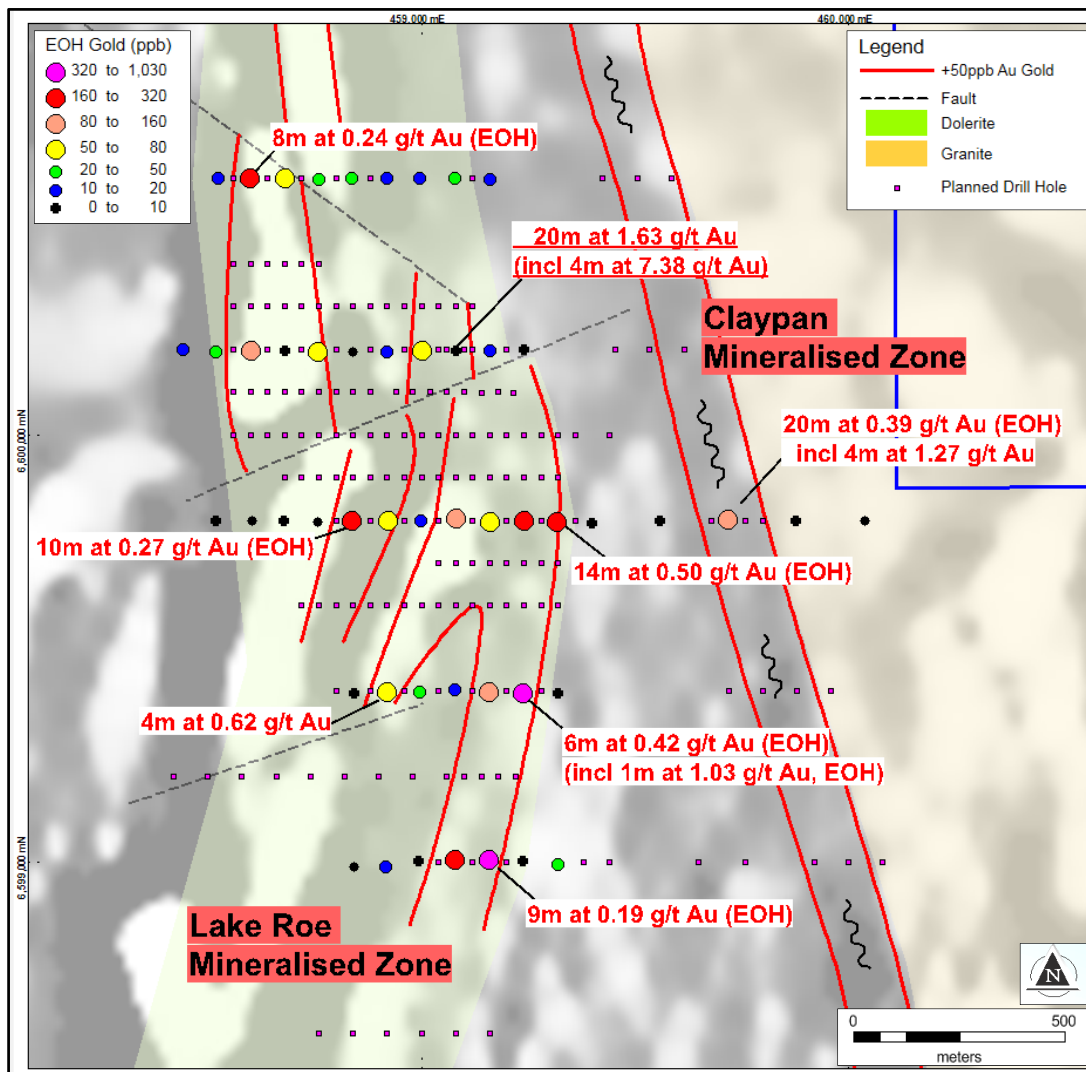 459,000 mE
460,000 mE
EOH Gold (ppb)
320 to 1,030
160 to 320
80 to 160
50 to 80
20 to 50
10 to 20
0 to 10
Legend
+50ppb Au Gold
Fault
Dolerite
Granite
Planned Drill Hole
8m at 0.24 g/t Au (EOH)
20m at 1.63 g/t Au
(incl 4m at 7.38 g/t Au)
Claypan
Mineralised Zone
6,600,000 mN
20m at 0.39 g/t Au (EOH)
incl 4m at 1.27 g/t Au
10m at 0.27 g/t Au (EOH)
14m at 0.50 g/t Au (EOH)
4m at 0.62 g/t Au
6m at 0.42 g/t Au (EOH)
(incl 1m at 1.03 g/t Au, EOH)
6,599,000 mN
9m at 0.19 g/t Au (EOH)
Lake Roe
Mineralised Zone
N
0 500
meters